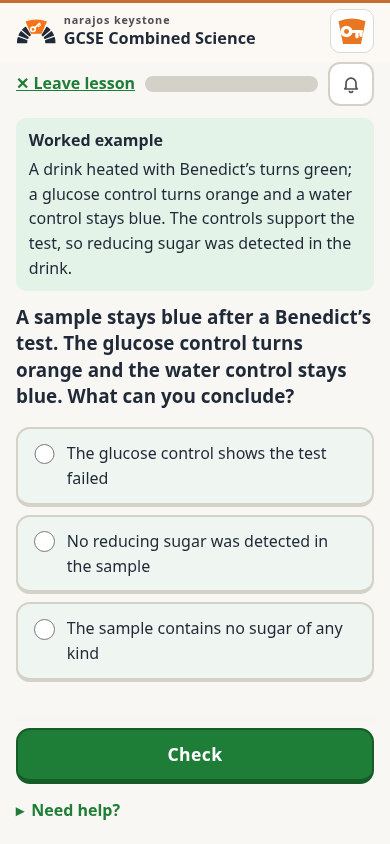 narajos keystone
GCSE Combined Science
✕ Leave lesson
Worked example
A drink heated with Benedict’s turns green;
a glucose control turns orange and a water
control stays blue. The controls support the
test, so reducing sugar was detected in the
drink.
A sample stays blue after a Benedict’s
test. The glucose control turns
orange and the water control stays
blue. What can you conclude?
The glucose control shows the test
failed
No reducing sugar was detected in
the sample
The sample contains no sugar of any
kind
Check
▸ Need help?